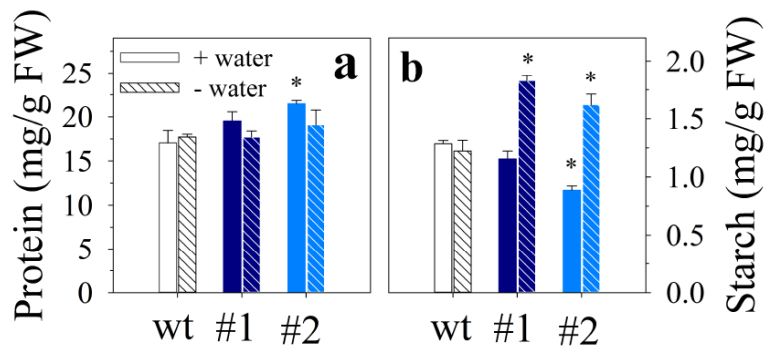 Protein (mg/g FW)
25
20
15
10
5
0
+ water
- water
a
*
wt #1 #2
b
*
*
*
wt #1 #2
2.0
1.5
1.0
0.5
0.0
Starch (mg/g FW)